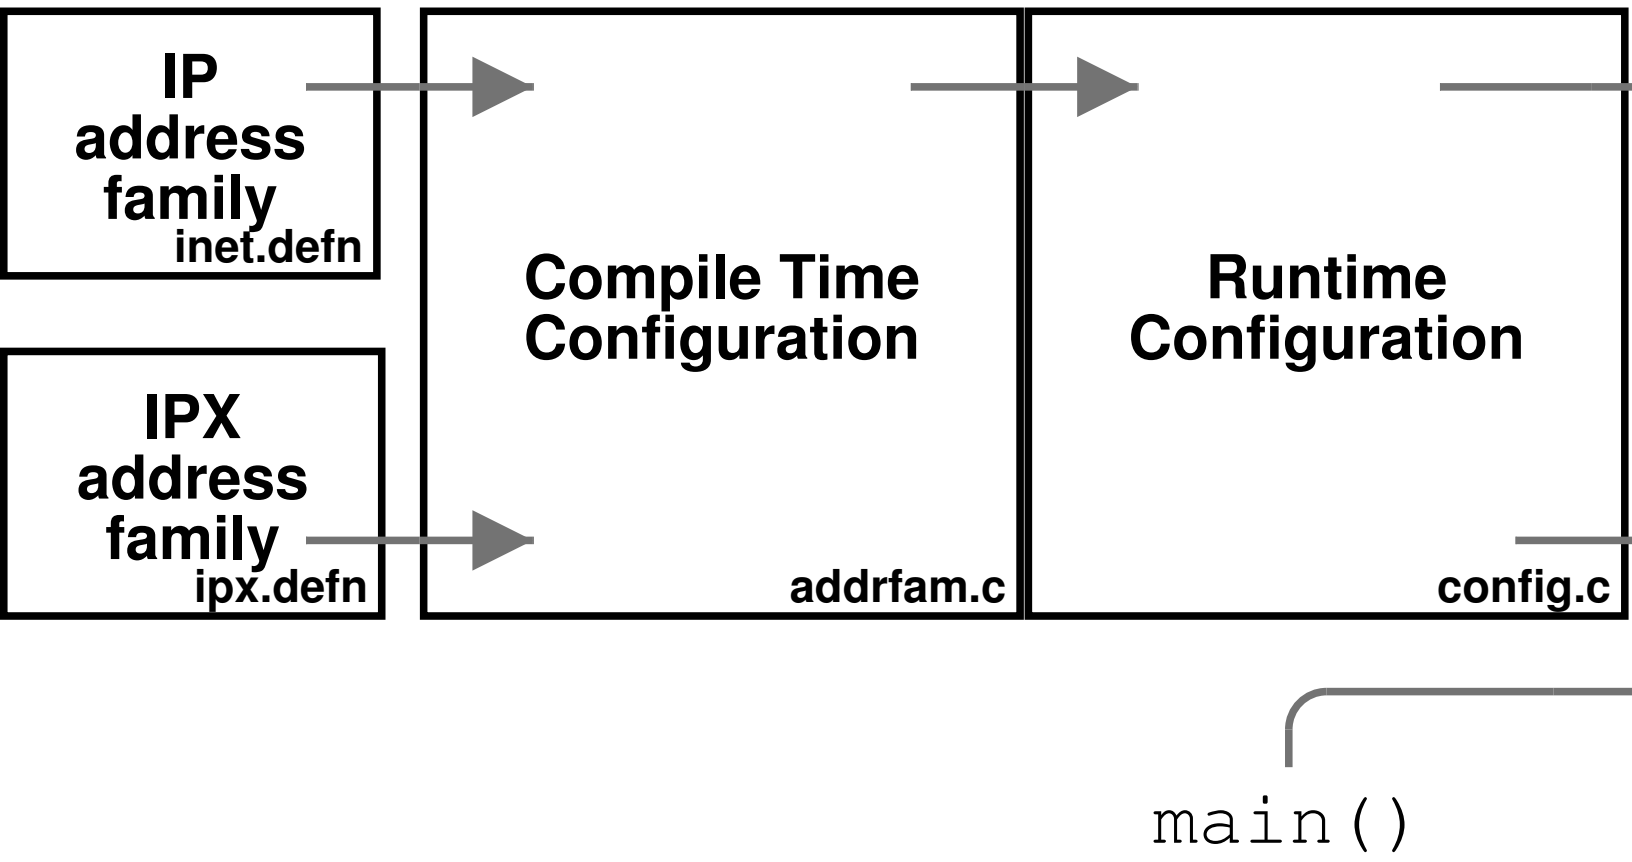 IP
address
family
inet.defn
IPX
address
family
ipx.defn
Compile Time
Configuration
addrfam.c
Runtime
Configuration
config.c
main()